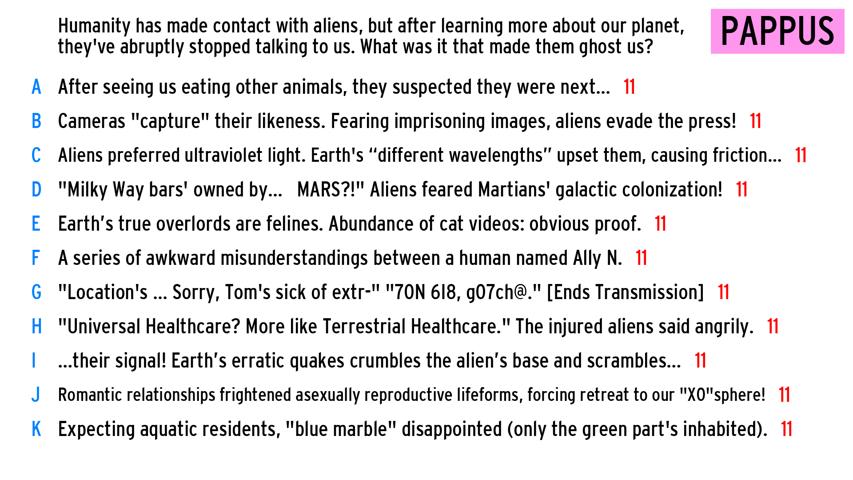 Humanity has made contact with aliens, but after learning more about our planet,
they've abruptly stopped talking to us. What was it that made them ghost us?
PAPPUS
A After seeing us eating other animals, they suspected they were next... 11
B Cameras "capture" their likeness. Fearing imprisoning images, aliens evade the press! 11
C Aliens preferred ultraviolet light. Earth's “different wavelengths” upset them, causing friction... 11
D "Milky Way bars' owned by... MARS?!" Aliens feared Martians' galactic colonization! 11
E Earth’s true overlords are felines. Abundance of cat videos: obvious proof. 11
F A series of awkward misunderstandings between a human named Ally N. 11
G "Location's ... Sorry, Tom's sick of extr-" "70N 6l8, g07ch@." [Ends Transmission] 11
H "Universal Healthcare? More like Terrestrial Healthcare." The injured aliens said angrily. 11
I ...their signal! Earth’s erratic quakes crumbles the alien’s base and scrambles... 11
J Romantic relationships frightened asexually reproductive lifeforms, forcing retreat to our "XO"sphere! 11
K Expecting aquatic residents, "blue marble" disappointed (only the green part's inhabited). 11